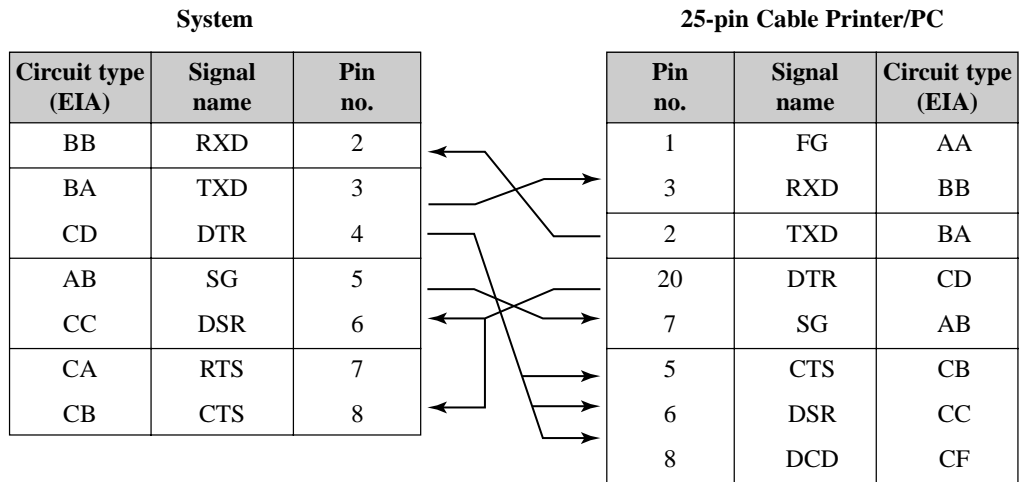 System
25-pin Cable Printer/PC
Circuit type (EIA) Signal name Pin no.
BB RXD 2
BA TXD 3
CD DTR 4
AB SG 5
CC DSR 6
CA RTS 7
CB CTS 8
Pin no. Signal name Circuit type (EIA)
1 FG AA
3 RXD BB
2 TXD BA
20 DTR CD
7 SG AB
5 CTS CB
6 DSR CC
8 DCD CF